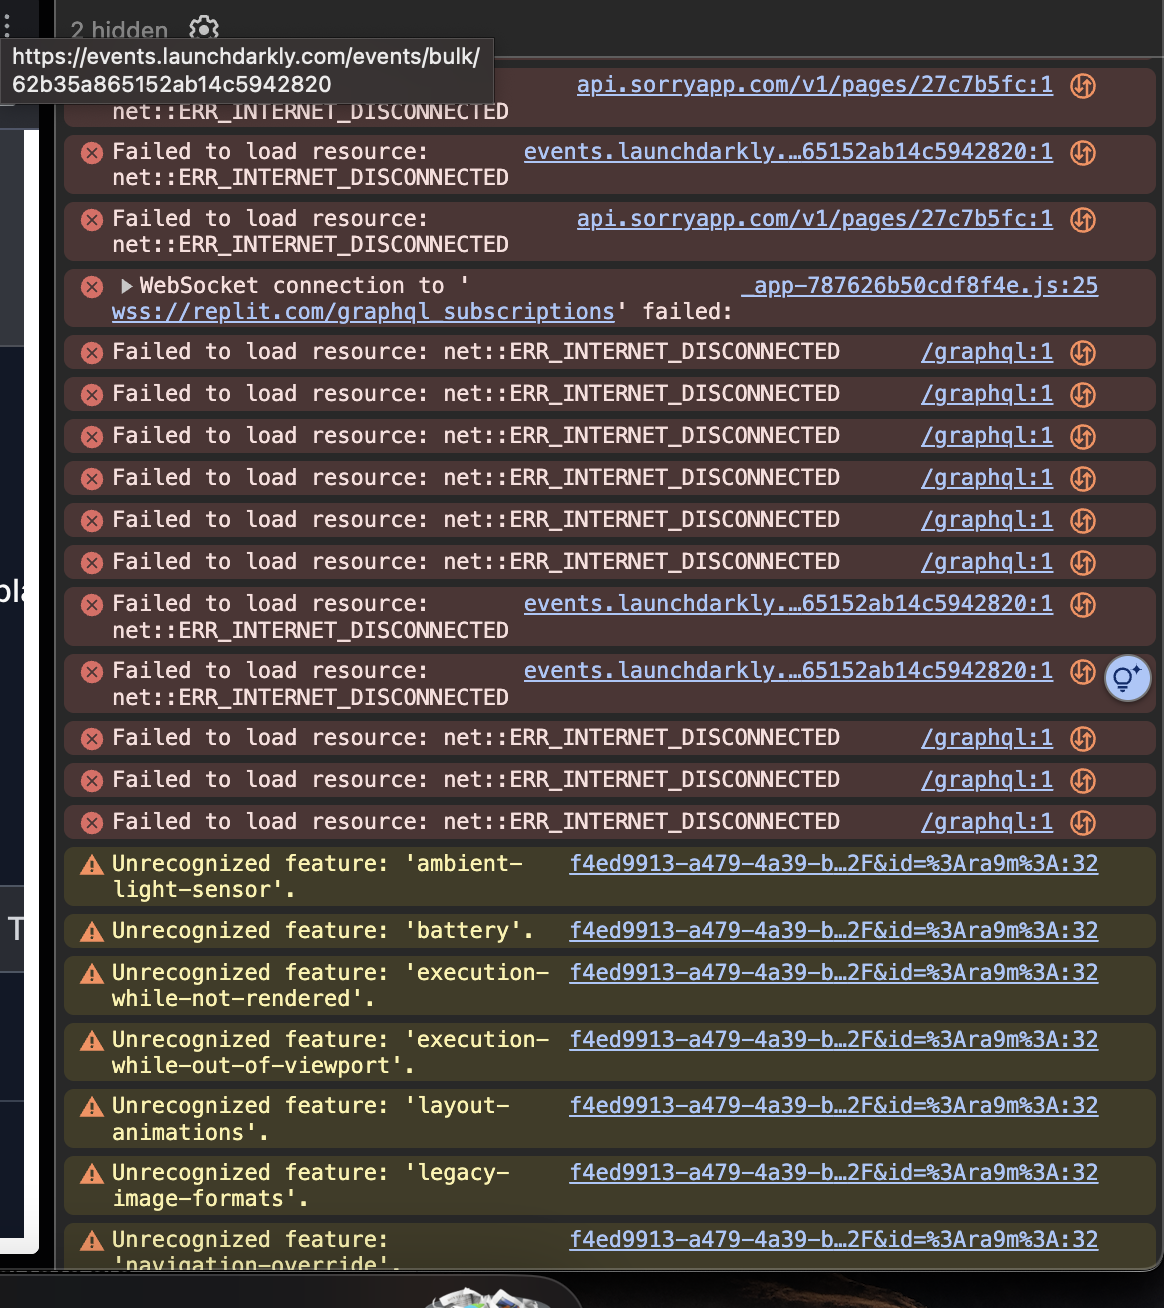 2 hidden
https://events.launchdarkly.com/events/bulk/
62b35a865152ab14c5942820
api.sorryapp.com/v1/pages/27c7b5fc:1
net::ERR_INTERNET_DISCONNECTED
Failed to load resource: events.launchdarkly.…65152ab14c5942820:1
net::ERR_INTERNET_DISCONNECTED
Failed to load resource: api.sorryapp.com/v1/pages/27c7b5fc:1
net::ERR_INTERNET_DISCONNECTED
WebSocket connection to ' _app-787626b50cdf8f4e.js:25
wss://replit.com/graphql_subscriptions' failed:
Failed to load resource: net::ERR_INTERNET_DISCONNECTED /graphql:1
Failed to load resource: net::ERR_INTERNET_DISCONNECTED /graphql:1
Failed to load resource: net::ERR_INTERNET_DISCONNECTED /graphql:1
Failed to load resource: net::ERR_INTERNET_DISCONNECTED /graphql:1
Failed to load resource: net::ERR_INTERNET_DISCONNECTED /graphql:1
Failed to load resource: net::ERR_INTERNET_DISCONNECTED /graphql:1
Failed to load resource: events.launchdarkly.…65152ab14c5942820:1
net::ERR_INTERNET_DISCONNECTED
Failed to load resource: events.launchdarkly.…65152ab14c5942820:1
net::ERR_INTERNET_DISCONNECTED
Failed to load resource: net::ERR_INTERNET_DISCONNECTED /graphql:1
Failed to load resource: net::ERR_INTERNET_DISCONNECTED /graphql:1
Failed to load resource: net::ERR_INTERNET_DISCONNECTED /graphql:1
Unrecognized feature: 'ambient- f4ed9913-a479-4a39-b…2F&id=%3Ara9m%3A:32
light-sensor'.
Unrecognized feature: 'battery'. f4ed9913-a479-4a39-b…2F&id=%3Ara9m%3A:32
Unrecognized feature: 'execution- f4ed9913-a479-4a39-b…2F&id=%3Ara9m%3A:32
while-not-rendered'.
Unrecognized feature: 'execution- f4ed9913-a479-4a39-b…2F&id=%3Ara9m%3A:32
while-out-of-viewport'.
Unrecognized feature: 'layout- f4ed9913-a479-4a39-b…2F&id=%3Ara9m%3A:32
animations'.
Unrecognized feature: 'legacy- f4ed9913-a479-4a39-b…2F&id=%3Ara9m%3A:32
image-formats'.
Unrecognized feature: f4ed9913-a479-4a39-b…2F&id=%3Ara9m%3A:32
'navigation-override'.